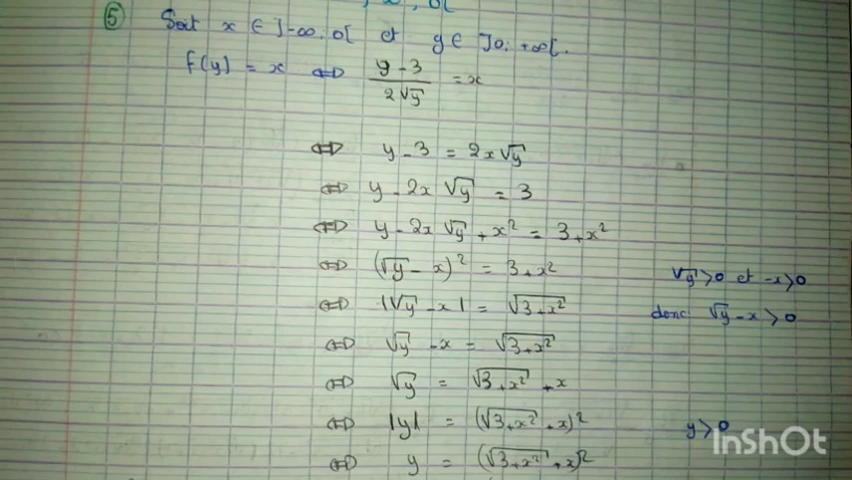 ⑤ Soit x ∈ ]-∞; 0[ et y ∈ ]0; +∞[.
f(y) = x ⇔ (y - 3)/(2√y) = x
⇔ y - 3 = 2x√y
⇔ y - 2x √y = 3
⇔ y - 2x √y + x² = 3 + x²
⇔ (√y - x)² = 3 + x² √y > 0 et -x > 0
⇔ |√y - x| = √(3 + x²) donc √y - x > 0
⇔ √y - x = √(3 + x²)
⇔ √y = √(3 + x²) + x
⇔ |y| = (√(3 + x²) + x)² y > 0
⇔ y = (√(3 + x²) + x)²
InShOt